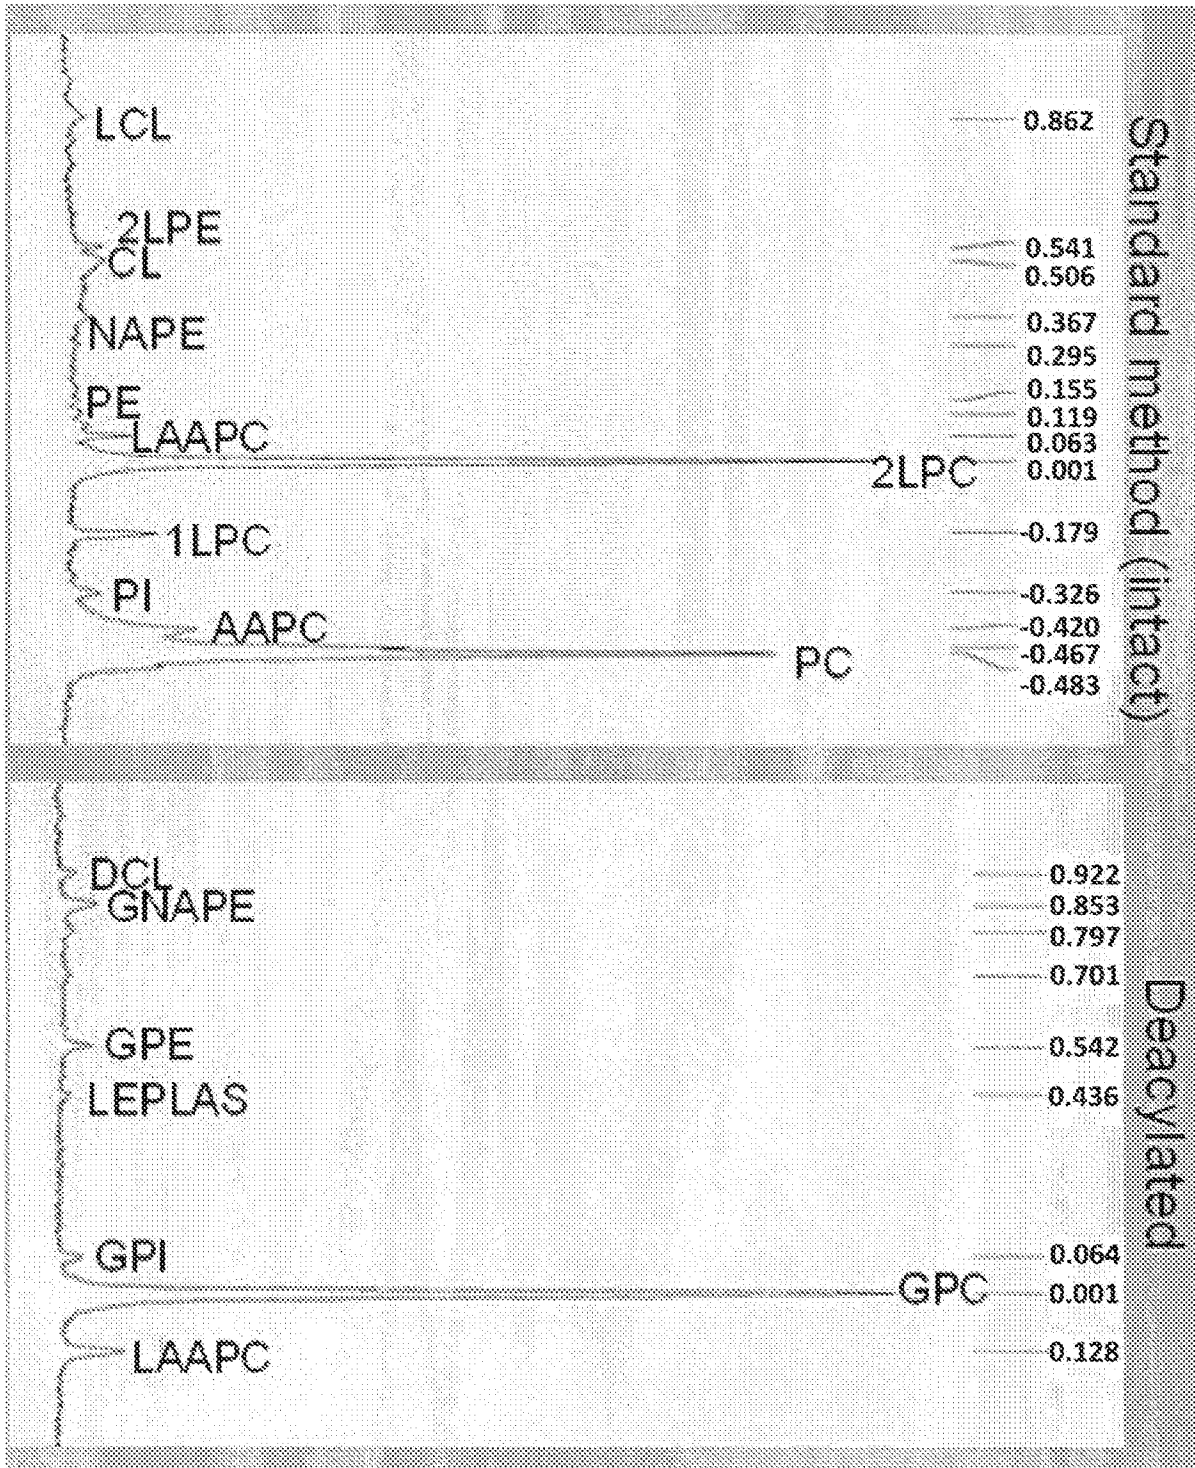 Standard method (intact)
LCL
0.862
2LPE
0.541
CL
0.506
NAPE
0.367
0.295
PE
0.155
0.119
LAAPC
0.063
2LPC
0.001
1LPC
-0.179
PI
-0.326
AAPC
-0.420
PC
-0.467
-0.483
Deacylated
DCL
0.922
GNAPE
0.853
0.797
0.701
GPE
0.542
LEPLAS
0.436
GPI
0.064
GPC
0.001
LAAPC
0.128